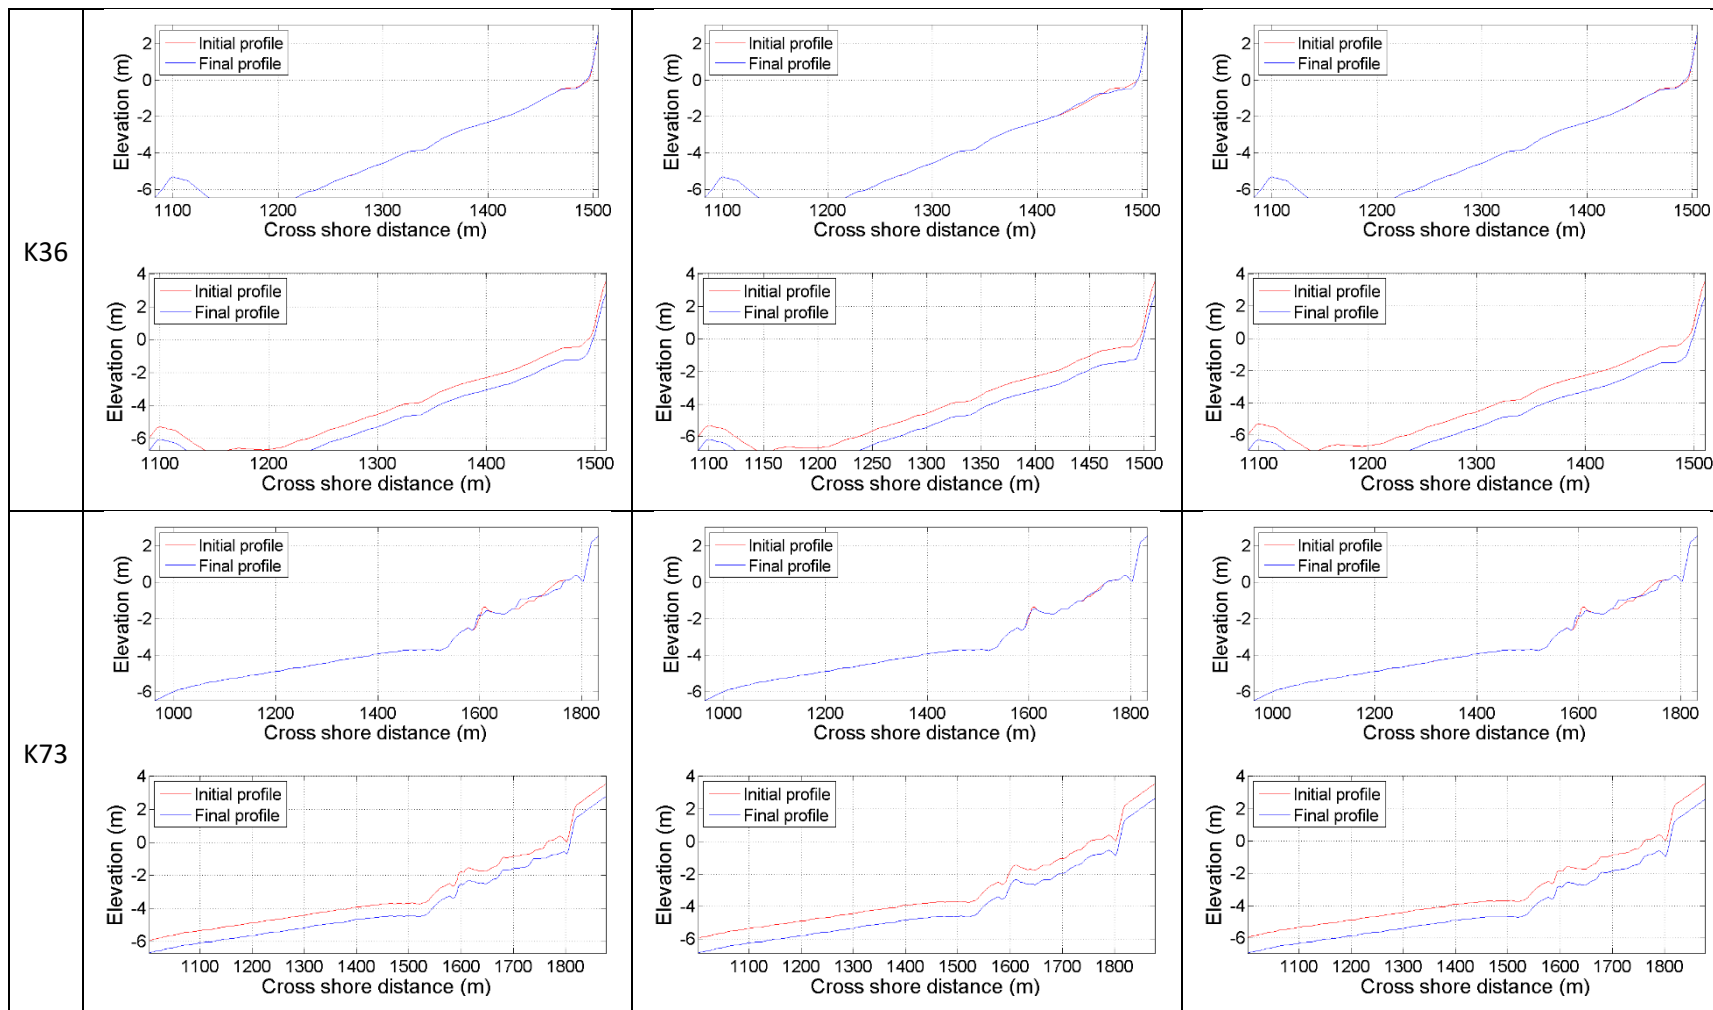 K36
Elevation (m)
2
0
-2
-4
-6
Initial profile
Final profile
1100 1200 1300 1400 1500
Cross shore distance (m)
Elevation (m)
2
0
-2
-4
-6
Initial profile
Final profile
1100 1200 1300 1400 1500
Cross shore distance (m)
Elevation (m)
2
0
-2
-4
-6
Initial profile
Final profile
1100 1200 1300 1400 1500
Cross shore distance (m)
Elevation (m)
4
2
0
-2
-4
-6
Initial profile
Final profile
1100 1200 1300 1400 1500
Cross shore distance (m)
Elevation (m)
4
2
0
-2
-4
-6
Initial profile
Final profile
1100 1150 1200 1250 1300 1350 1400 1450 1500
Cross shore distance (m)
Elevation (m)
4
2
0
-2
-4
-6
Initial profile
Final profile
1100 1200 1300 1400 1500
Cross shore distance (m)
K73
Elevation (m)
2
0
-2
-4
-6
Initial profile
Final profile
1000 1200 1400 1600 1800
Cross shore distance (m)
Elevation (m)
2
0
-2
-4
-6
Initial profile
Final profile
1000 1200 1400 1600 1800
Cross shore distance (m)
Elevation (m)
2
0
-2
-4
-6
Initial profile
Final profile
1000 1200 1400 1600 1800
Cross shore distance (m)
Elevation (m)
4
2
0
-2
-4
-6
Initial profile
Final profile
1100 1200 1300 1400 1500 1600 1700 1800
Cross shore distance (m)
Elevation (m)
4
2
0
-2
-4
-6
Initial profile
Final profile
1100 1200 1300 1400 1500 1600 1700 1800
Cross shore distance (m)
Elevation (m)
4
2
0
-2
-4
-6
Initial profile
Final profile
1100 1200 1300 1400 1500 1600 1700 1800
Cross shore distance (m)